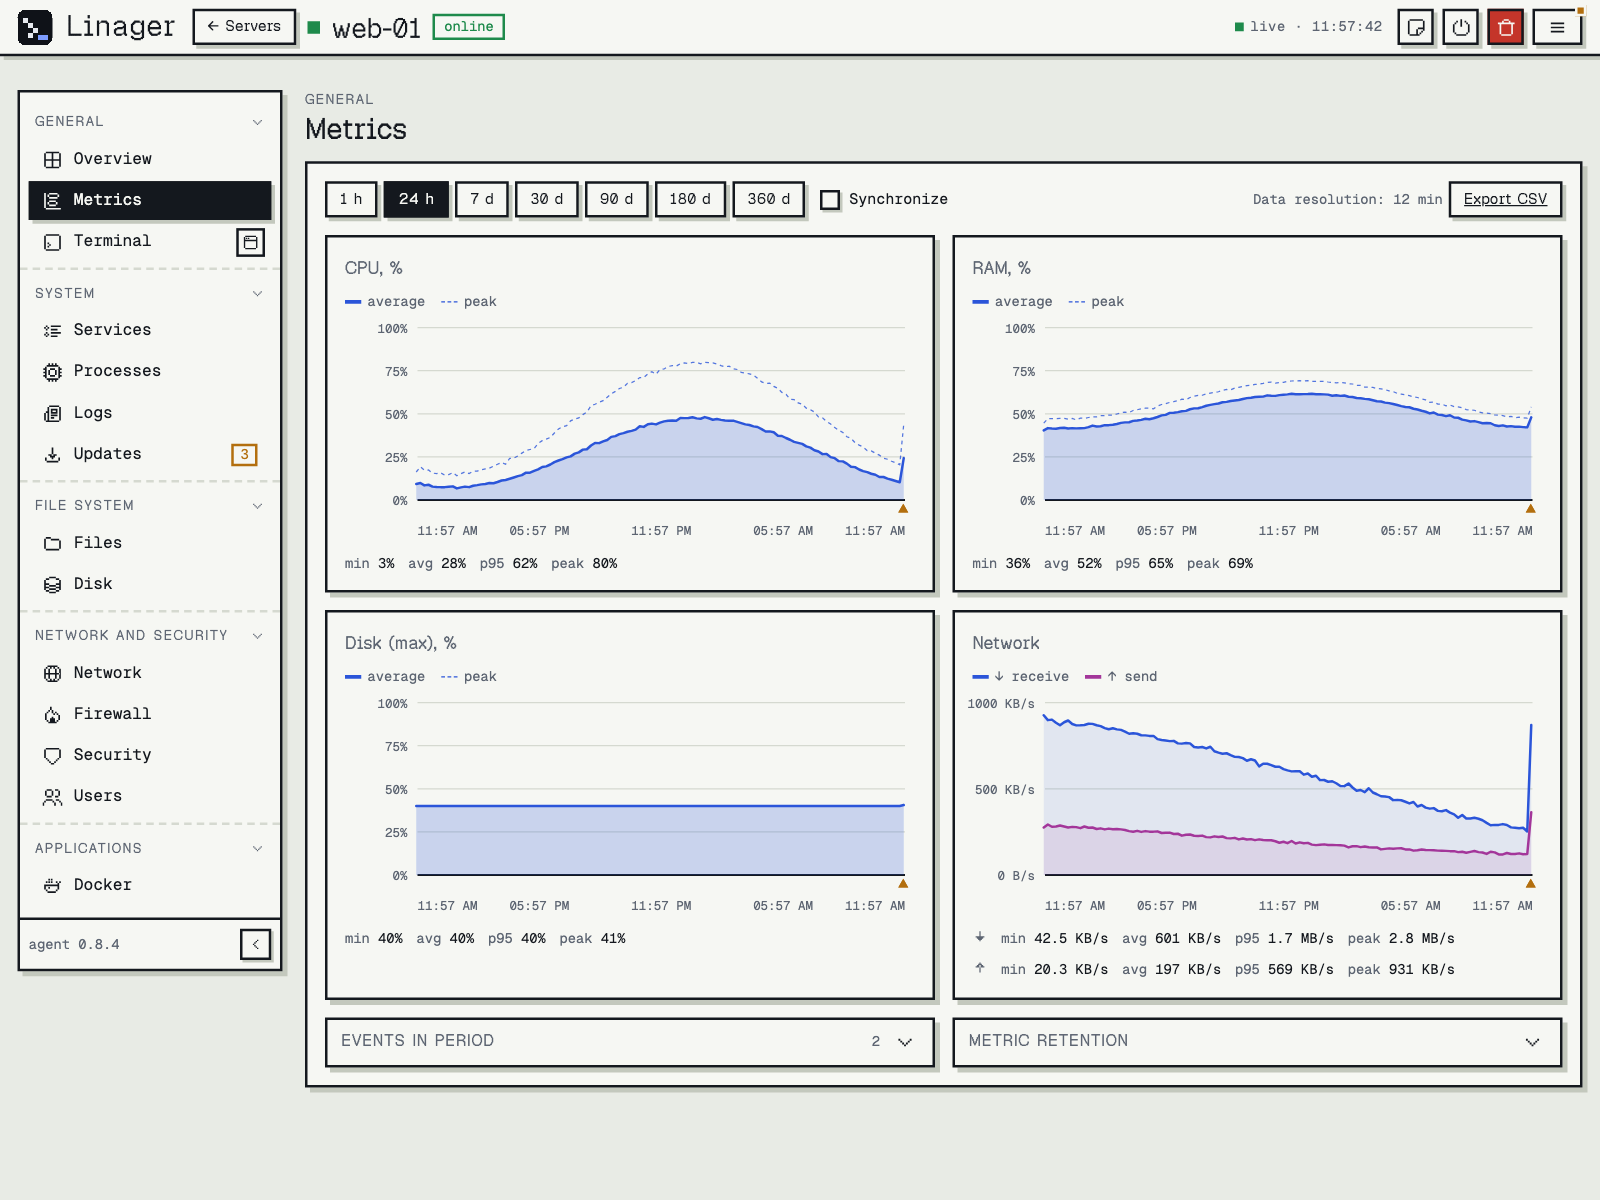 Linager
← Servers
web-01
online
live · 11:57:42
GENERAL
Overview
Metrics
Terminal
SYSTEM
Services
Processes
Logs
Updates
3
FILE SYSTEM
Files
Disk
NETWORK AND SECURITY
Network
Firewall
Security
Users
APPLICATIONS
Docker
agent 0.8.4
GENERAL
Metrics
1 h
24 h
7 d
30 d
90 d
180 d
360 d
Synchronize
Data resolution: 12 min
Export CSV
CPU, %
average
peak
100%
75%
50%
25%
0%
11:57 AM 05:57 PM 11:57 PM 05:57 AM 11:57 AM
min 3% avg 28% p95 62% peak 80%
RAM, %
average
peak
100%
75%
50%
25%
0%
11:57 AM 05:57 PM 11:57 PM 05:57 AM 11:57 AM
min 36% avg 52% p95 65% peak 69%
Disk (max), %
average
peak
100%
75%
50%
25%
0%
11:57 AM 05:57 PM 11:57 PM 05:57 AM 11:57 AM
min 40% avg 40% p95 40% peak 41%
Network
↓ receive
↑ send
1000 KB/s
500 KB/s
0 B/s
11:57 AM 05:57 PM 11:57 PM 05:57 AM 11:57 AM
↓ min 42.5 KB/s avg 601 KB/s p95 1.7 MB/s peak 2.8 MB/s
↑ min 20.3 KB/s avg 197 KB/s p95 569 KB/s peak 931 KB/s
EVENTS IN PERIOD
2
METRIC RETENTION